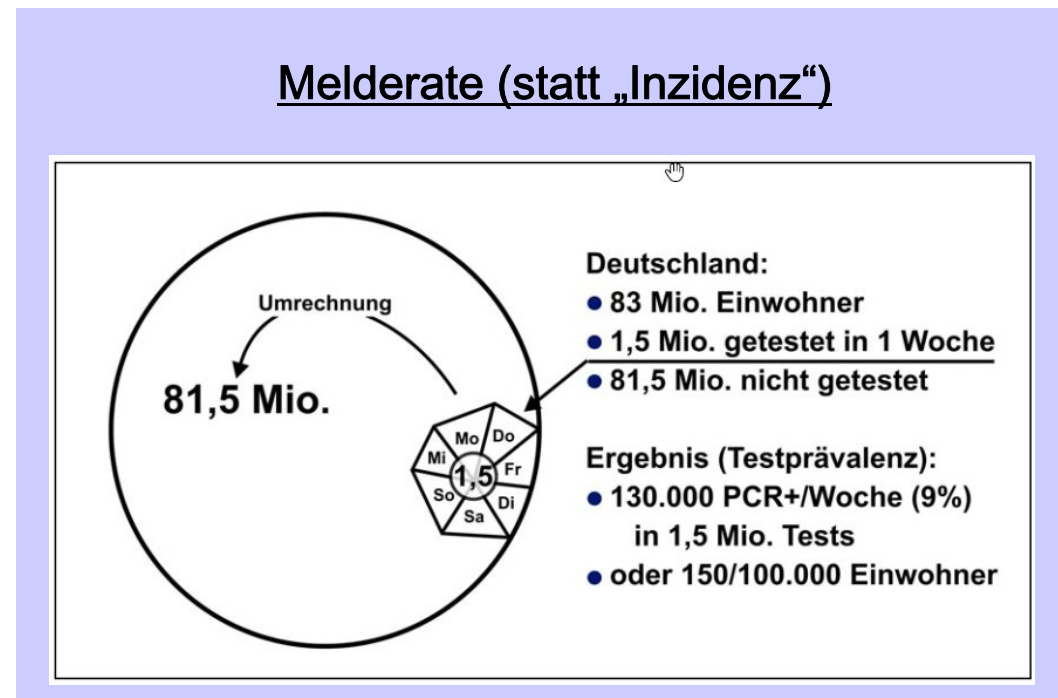 Melderate (statt „Inzidenz“)
Umrechnung
81,5 Mio.
Mo
Do
Mi
1,5
Fr
So
Di
Sa
Deutschland:
● 83 Mio. Einwohner
● 1,5 Mio. getestet in 1 Woche
● 81,5 Mio. nicht getestet
Ergebnis (Testprävalenz):
● 130.000 PCR+/Woche (9%)
in 1,5 Mio. Tests
● oder 150/100.000 Einwohner